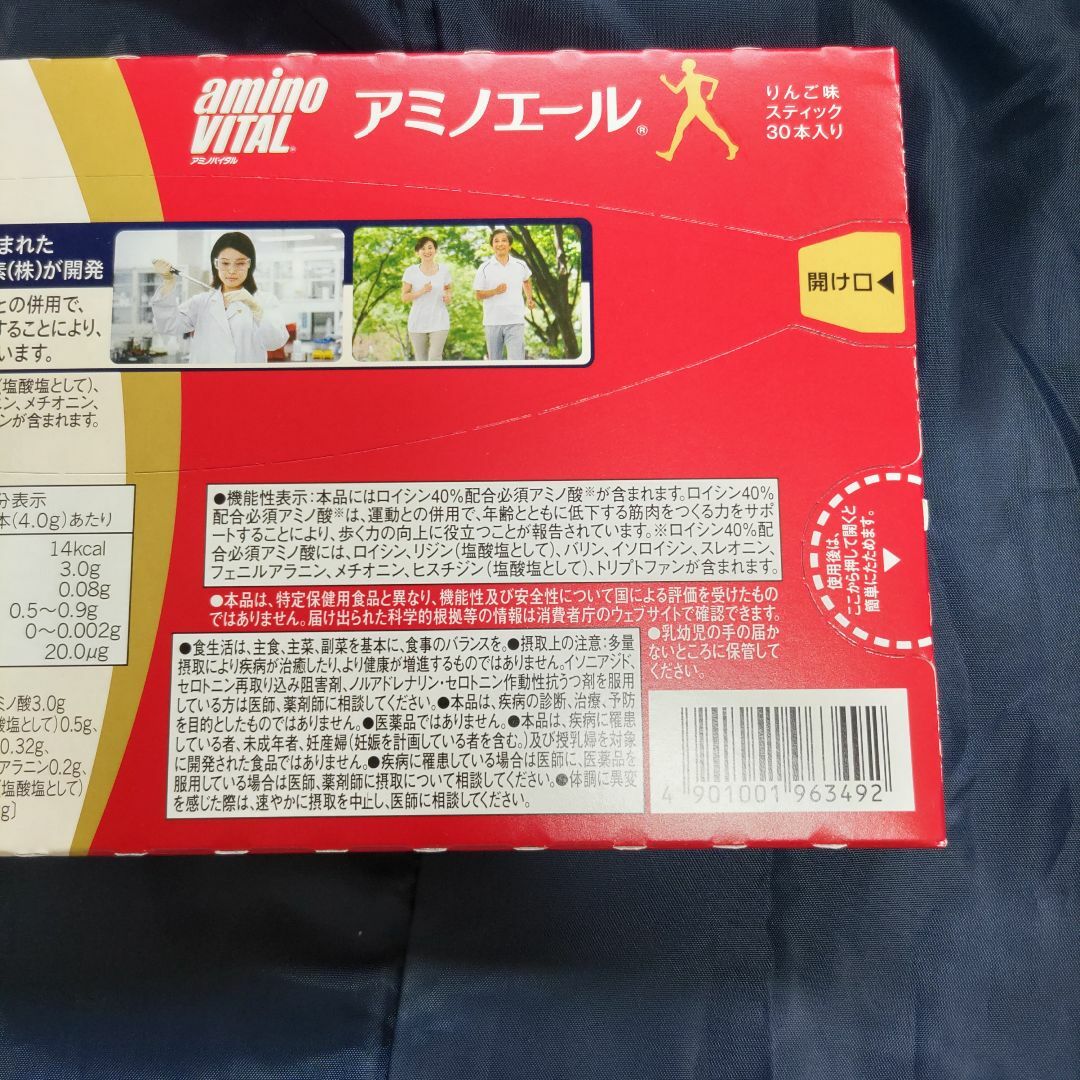 amino
VITAL®
アミノバイタル
アミノエール®
りんご味
スティック
30本入り
まれた
素(株)が開発
との併用で、
することにより、
います。
開け口◀
(塩酸塩として)、
ン、メチオニン、
ンが含まれます。
分表示
本(4.0g)あたり
14kcal
3.0g
0.08g
0.5~0.9g
0~0.002g
20.0μg
ミノ酸3.0g
酸塩として)0.5g、
0.32g、
アラニン0.2g、
塩酸塩として)
g〕
●機能性表示:本品にはロイシン40%配合必須アミノ酸※が含まれます。ロイシン40%
配合必須アミノ酸※は、運動との併用で、年齢とともに低下する筋肉をつくる力をサポ
ートすることにより、歩く力の向上に役立つことが報告されています。※ロイシン40%配
合必須アミノ酸には、ロイシン、リジン(塩酸塩として)、バリン、イソロイシン、スレオニン、
フェニルアラニン、メチオニン、ヒスチジン(塩酸塩として)、トリプトファンが含まれます。
●本品は、特定保健用食品と異なり、機能性及び安全性について国による評価を受けたもの
ではありません。届け出られた科学的根拠等の情報は消費者庁のウェブサイトで確認できます。
●食生活は、主食、主菜、副菜を基本に、食事のバランスを。●摂取上の注意:多量
摂取により疾病が治癒したり、より健康が増進するものではありません。イソニアジド、
セロトニン再取り込み阻害剤、ノルアドレナリン・セロトニン作動性抗うつ剤を服用
している方は医師、薬剤師に相談してください。●本品は、疾病の診断、治療、予防
を目的としたものではありません。●医薬品ではありません。●本品は、疾病に罹患
している者、未成年者、妊産婦(妊娠を計画している者を含む。)及び授乳婦を対象
に開発された食品ではありません。●疾病に罹患している場合は医師に、医薬品を
服用している場合は医師、薬剤師に摂取について相談してください。●体調に異変
を感じた際は、速やかに摂取を中止し、医師に相談してください。
●乳幼児の手の届か
ないところに保管して
ください。
使用後は、
ここから押して開くと
簡単にたためます。
4 901001 963492